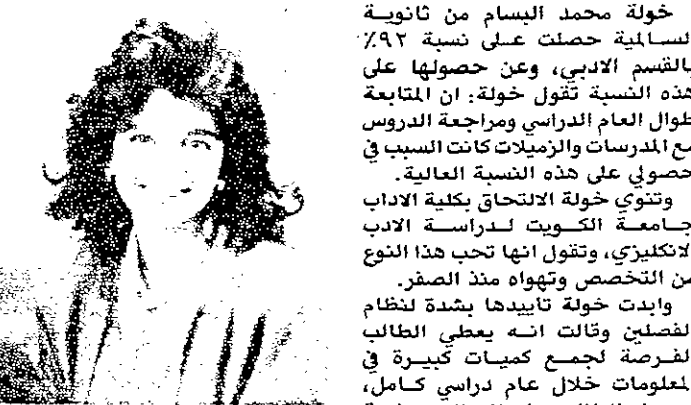 خولة محمد البسام من ثانوية
السالمية حصلت على نسبة ٩٢٪
بالقسم الادبي، وعن حصولها على
هذه النسبة تقول خولة: ان المتابعة
طوال العام الدراسي ومراجعة الدروس
مع المدرسات والزميلات كانت السبب في
حصولي على هذه النسبة العالية.
وتنوي خولة الالتحاق بكلية الاداب
جامعة الكويت لدراسة الادب
الانكليزي، وتقول انها تحب هذا النوع
من التخصص وتهواه منذ الصفر.
وابدت خولة تاييدها بشدة لنظام
الفصلين وقالت انه يعطي الطالب
الفرصة لجمع كميات كبيرة في
المعلومات خلال عام دراسي كامل،